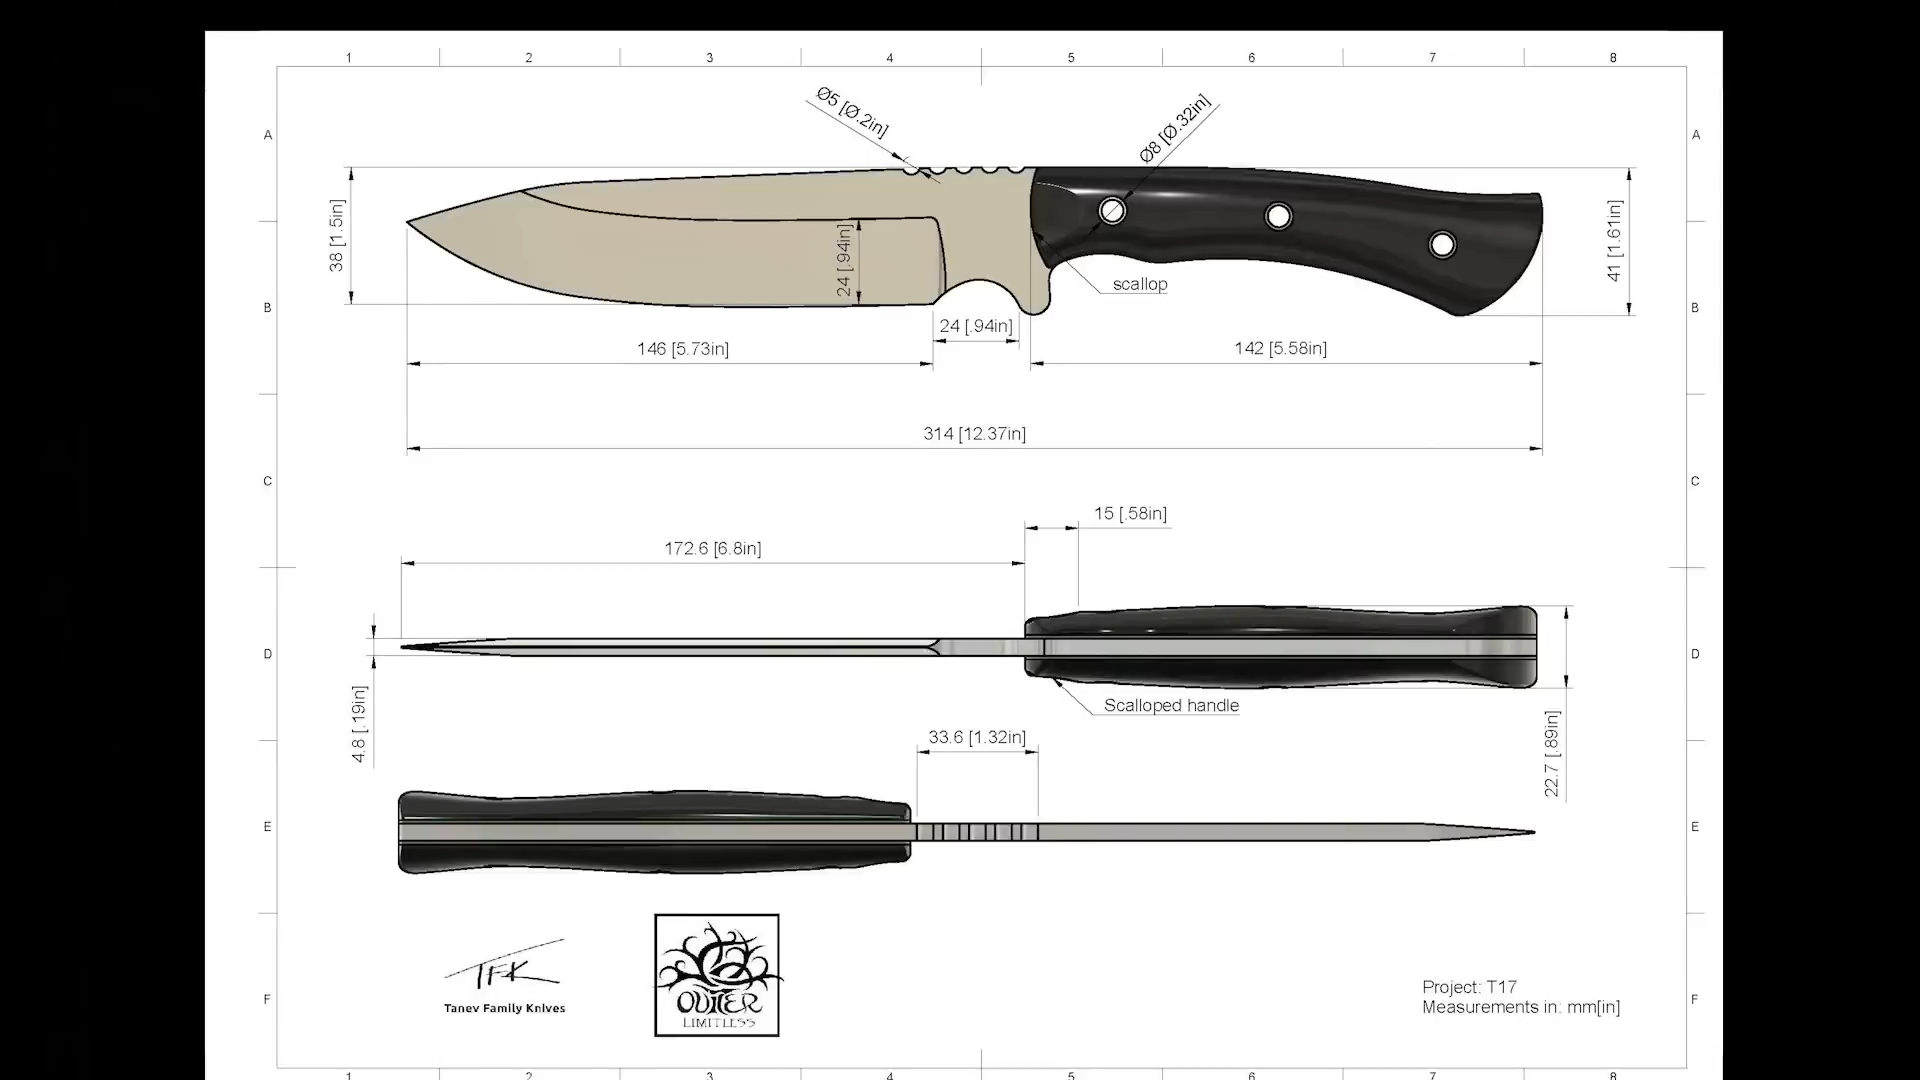 1 2 3 4 5 6 7 8
Ø5 [Ø.2in]
Ø8 [Ø.32in]
A A
38 [1.5in]
24 [.94in]
41 [1.61in]
scallop
B B
24 [.94in]
146 [5.73in]
142 [5.58in]
314 [12.37in]
C C
15 [.58in]
172.6 [6.8in]
D D
4.8 [.19in]
Scalloped handle
22.7 [.89in]
33.6 [1.32in]
E E
TFK
Tanev Family Knives
OUTER
LIMITLESS
Project: T17
Measurements in: mm[in]
F F
1 2 3 4 5 6 7 8